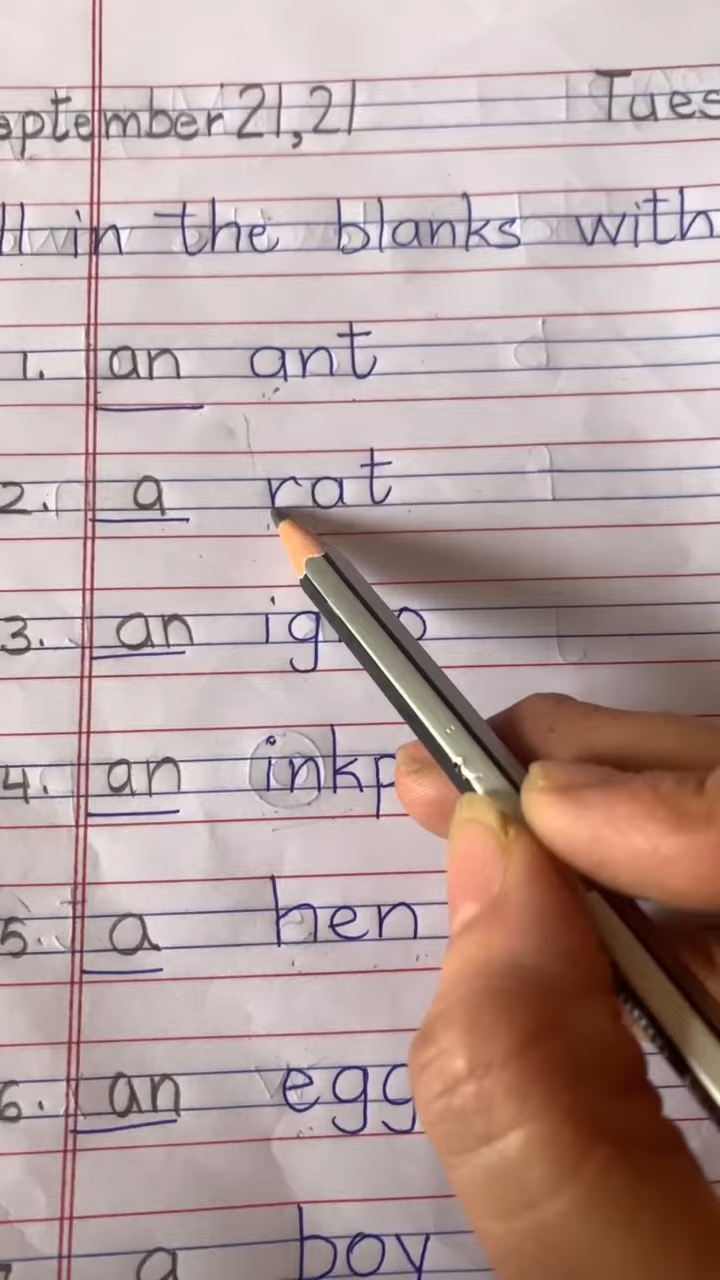 eptember 21, 21 Tues
ll in the blanks with
1. an ant
2. a rat
3. an ig
4. an inkp
5. a hen
6. an egg
a boy